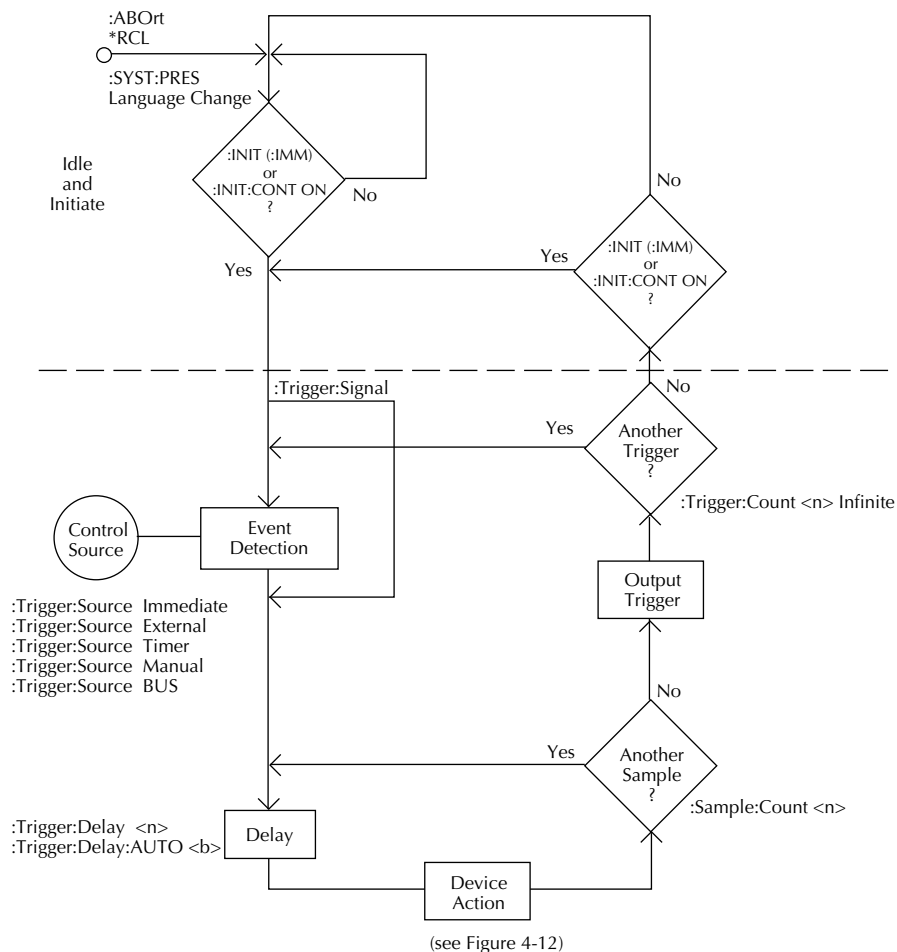 :ABOrt
*RCL
:SYST:PRES
Language Change
Idle
and
Initiate
:INIT (:IMM)
or
:INIT:CONT ON
?
No
Yes
No
:INIT (:IMM)
or
:INIT:CONT ON
?
Yes
:Trigger:Signal
No
Another
Trigger
?
Yes
:Trigger:Count <n> Infinite
Control
Source
Event
Detection
Output
Trigger
:Trigger:Source Immediate
:Trigger:Source External
:Trigger:Source Timer
:Trigger:Source Manual
:Trigger:Source BUS
No
Another
Sample
?
Yes
:Sample:Count <n>
:Trigger:Delay <n>
:Trigger:Delay:AUTO <b>
Delay
Device
Action
(see Figure 4-12)